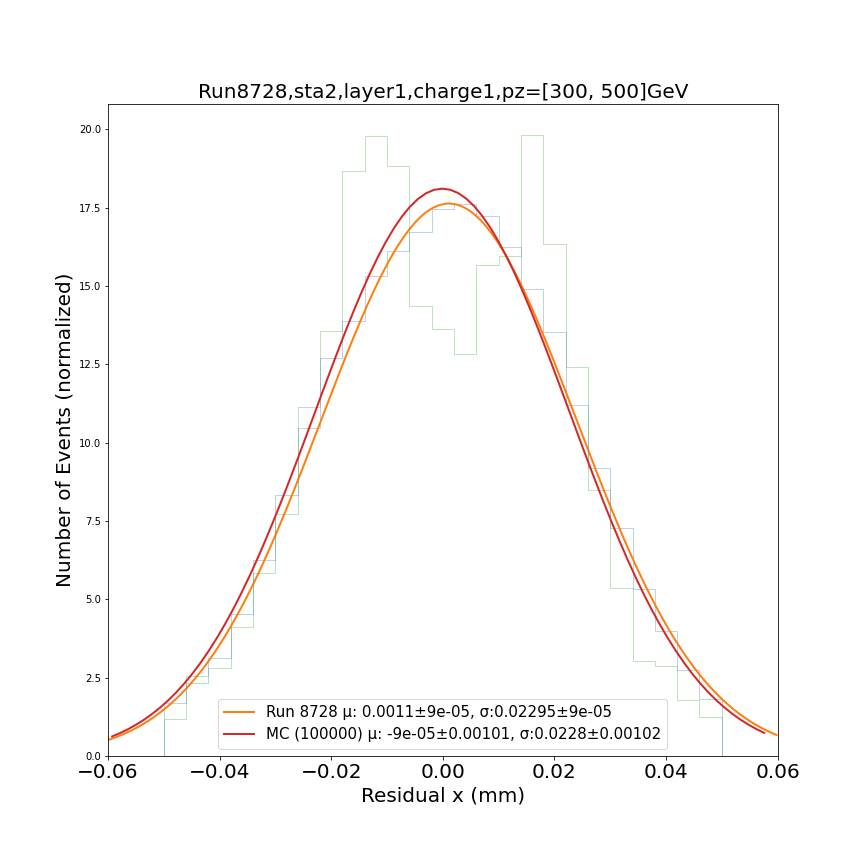 Run8728,sta2,layer1,charge1,pz=[300, 500]GeV
Number of Events (normalized)
20.0
17.5
15.0
12.5
10.0
7.5
5.0
2.5
0.0
Run 8728 μ: 0.0011±9e-05, σ:0.02295±9e-05
MC (100000) μ: -9e-05±0.00101, σ:0.0228±0.00102
−0.06 −0.04 −0.02 0.00 0.02 0.04 0.06
Residual x (mm)